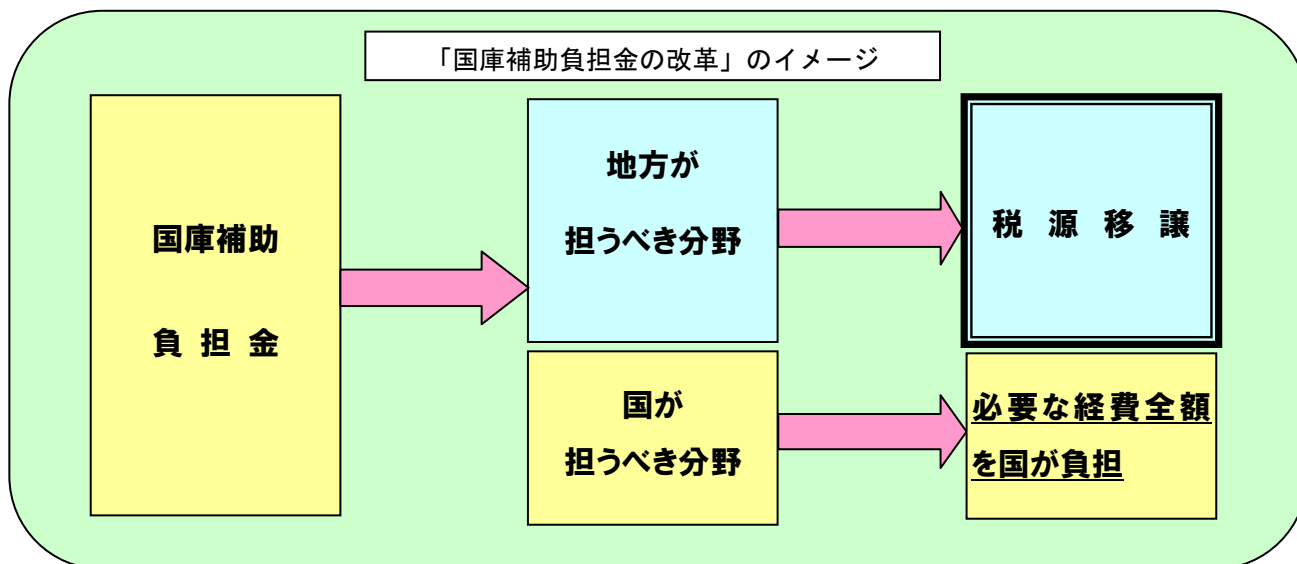 「国庫補助負担金の改革」のイメージ
国庫補助
負担金
地方が
担うべき分野
税源移譲
国が
担うべき分野
必要な経費全額
を国が負担